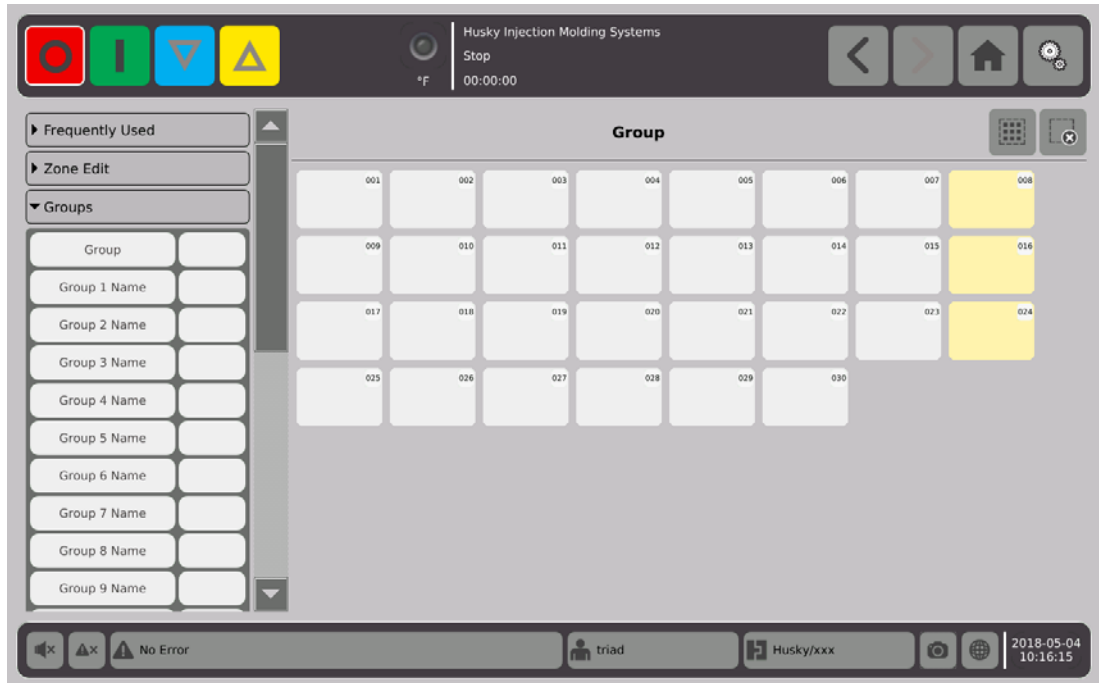 Husky Injection Molding Systems
Stop
°F
00:00:00
Frequently Used
Zone Edit
Groups
Group
Group 1 Name
Group 2 Name
Group 3 Name
Group 4 Name
Group 5 Name
Group 6 Name
Group 7 Name
Group 8 Name
Group 9 Name
Group
001 002 003 004 005 006 007 008
009 010 011 012 013 014 015 016
017 018 019 020 021 022 023 024
025 026 027 028 029 030
No Error
triad
Husky/xxx
2018-05-04
10:16:15